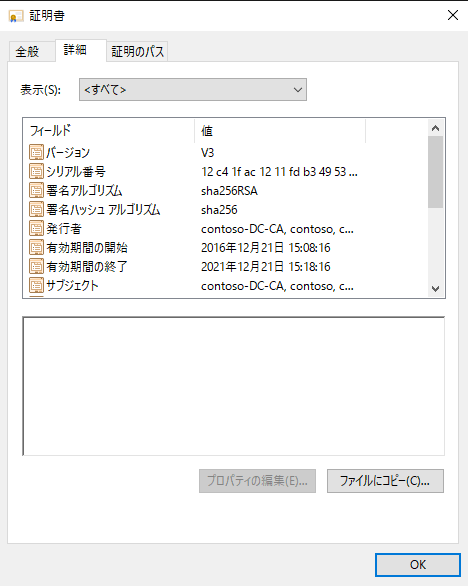 証明書
全般 詳細 証明のパス
表示(S): <すべて>
フィールド 値
バージョン V3
シリアル番号 12 c4 1f ac 12 11 fd b3 49 53 ...
署名アルゴリズム sha256RSA
署名ハッシュ アルゴリズム sha256
発行者 contoso-DC-CA, contoso, c...
有効期間の開始 2016年12月21日 15:08:16
有効期間の終了 2021年12月21日 15:18:16
サブジェクト contoso-DC-CA, contoso, c...
プロパティの編集(E)... ファイルにコピー(C)...
OK